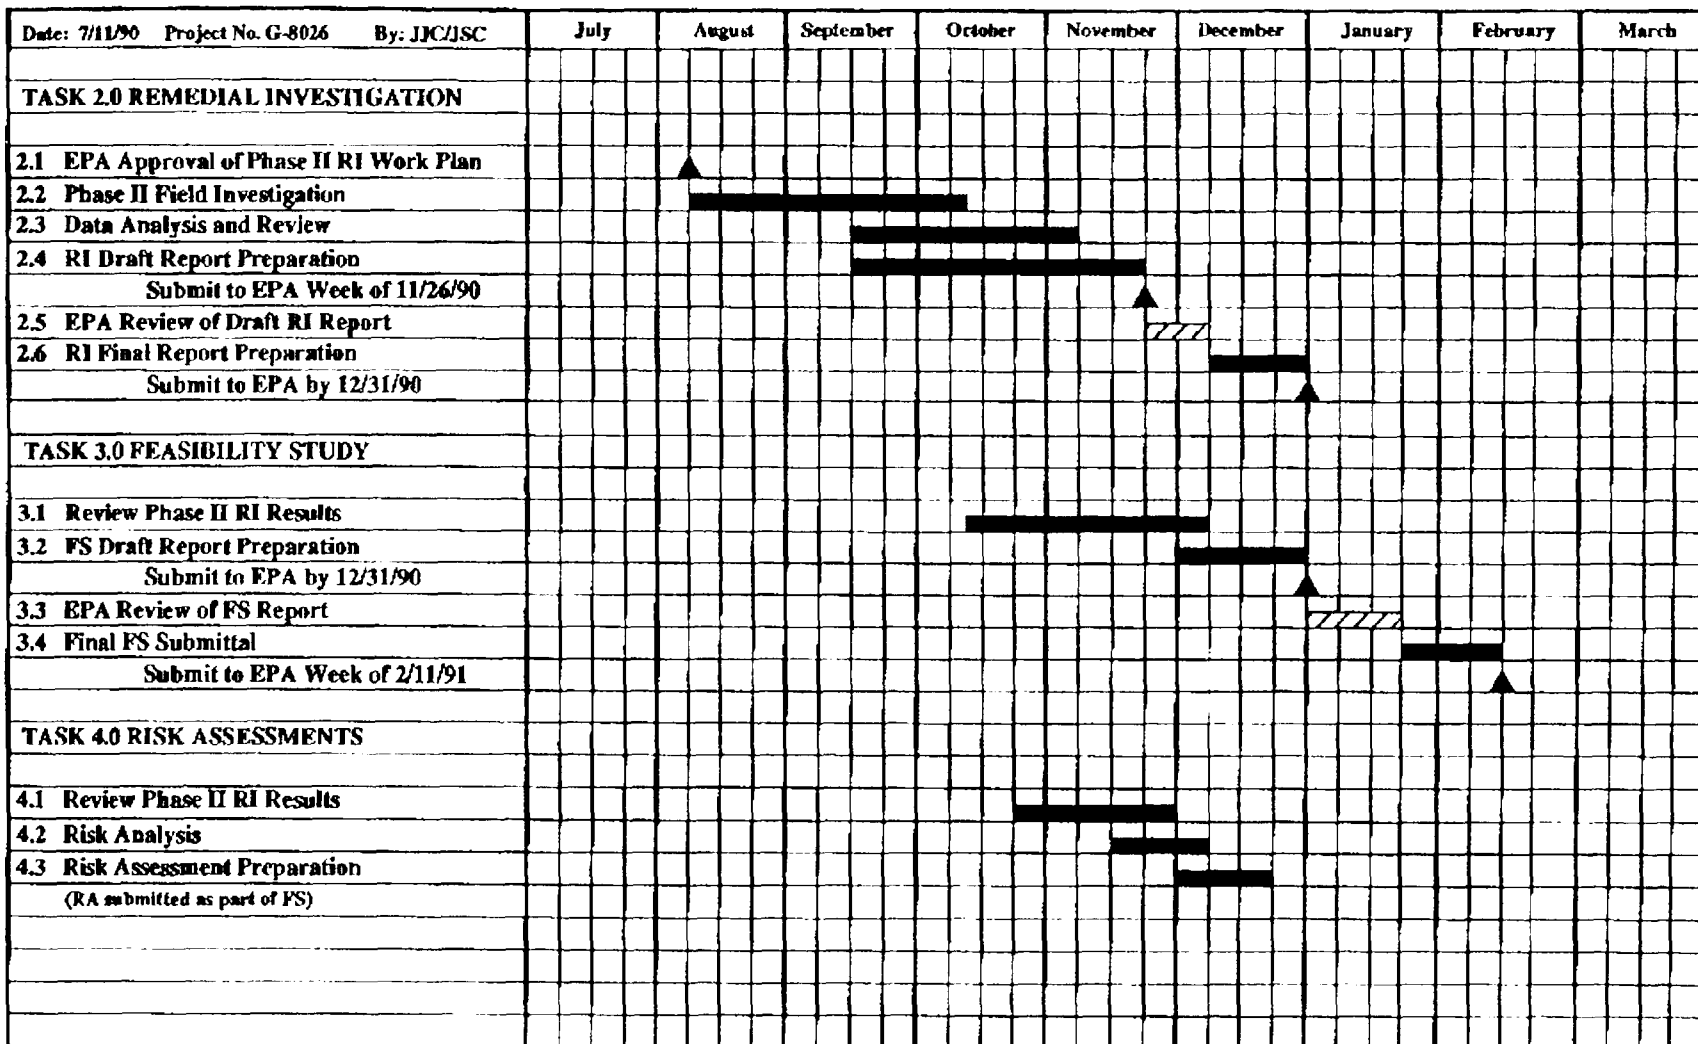 Date: 7/11/90 Project No. G-8026 By: JJC/JSC July August September October November December January February March
TASK 2.0 REMEDIAL INVESTIGATION
2.1 EPA Approval of Phase II RI Work Plan
2.2 Phase II Field Investigation
2.3 Data Analysis and Review
2.4 RI Draft Report Preparation
Submit to EPA Week of 11/26/90
2.5 EPA Review of Draft RI Report
2.6 RI Final Report Preparation
Submit to EPA by 12/31/90
TASK 3.0 FEASIBILITY STUDY
3.1 Review Phase II RI Results
3.2 FS Draft Report Preparation
Submit to EPA by 12/31/90
3.3 EPA Review of FS Report
3.4 Final FS Submittal
Submit to EPA Week of 2/11/91
TASK 4.0 RISK ASSESSMENTS
4.1 Review Phase II RI Results
4.2 Risk Analysis
4.3 Risk Assessment Preparation
(RA submitted as part of FS)